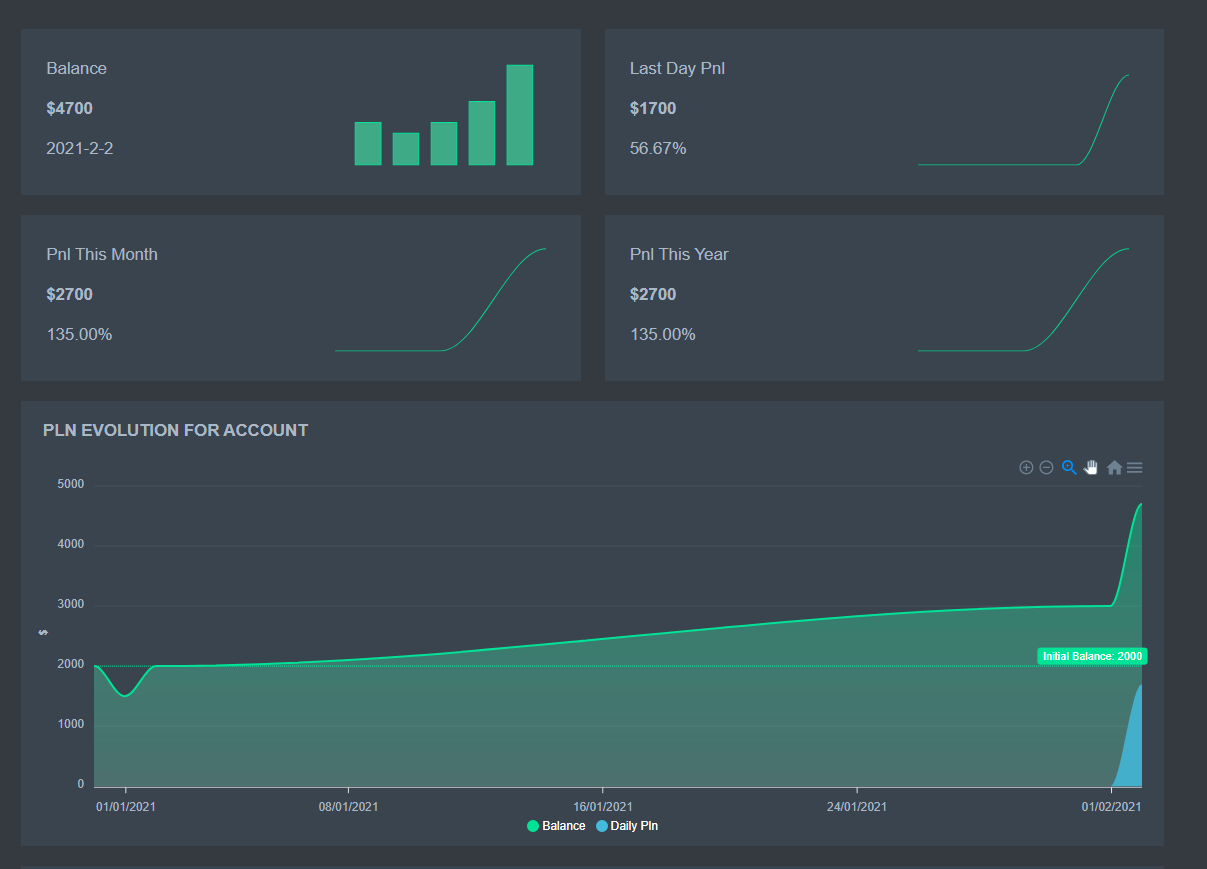 Balance
$4700
2021-2-2
Last Day Pnl
$1700
56.67%
Pnl This Month
$2700
135.00%
Pnl This Year
$2700
135.00%
PLN EVOLUTION FOR ACCOUNT
5000
4000
3000
2000
1000
0
$
Initial Balance: 2000
01/01/2021
08/01/2021
16/01/2021
24/01/2021
01/02/2021
Balance
Daily Pln